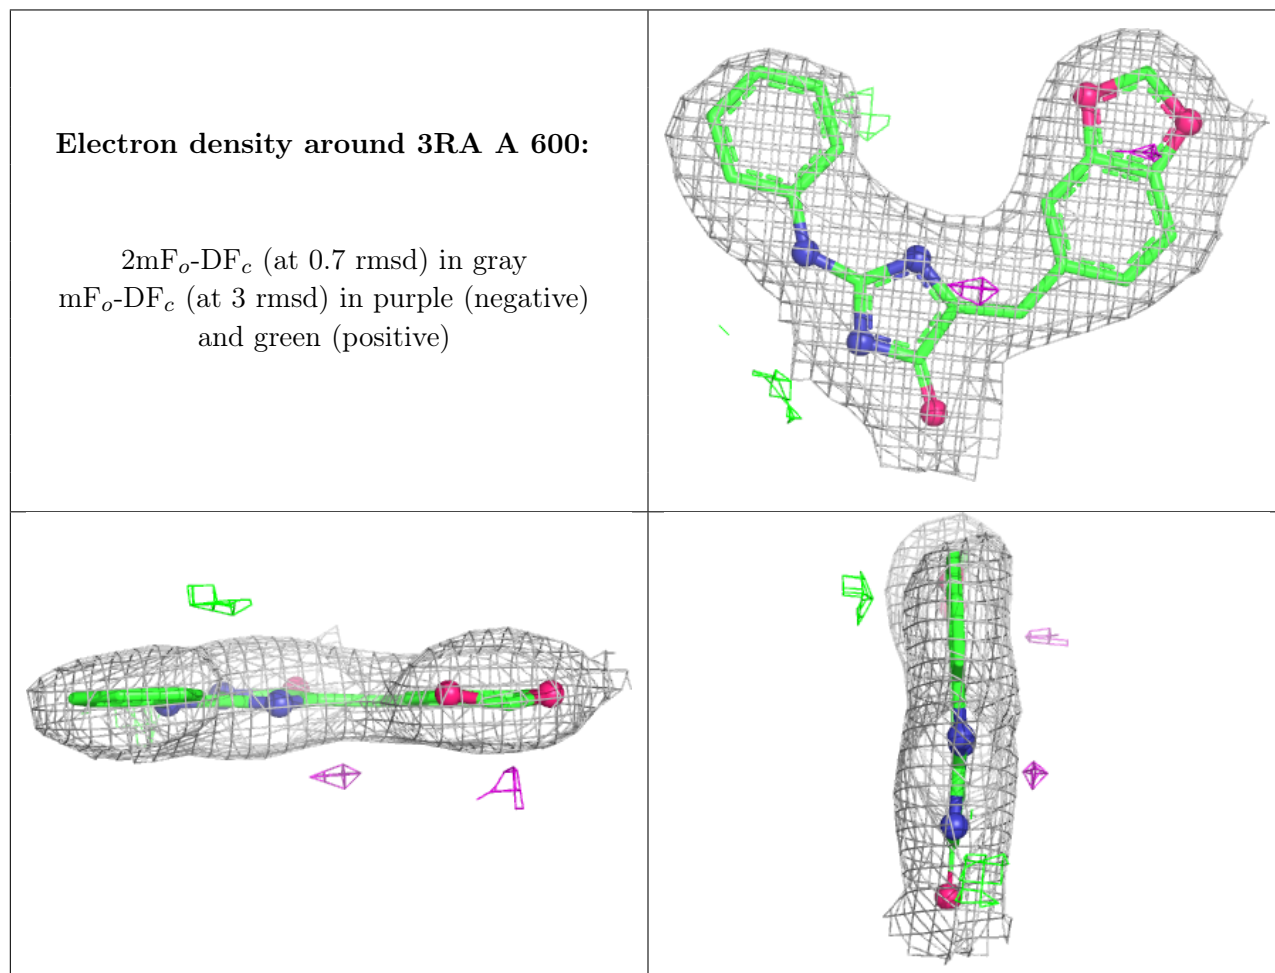 Electron density around 3RA A 600:
2mFo-DFc (at 0.7 rmsd) in gray
mFo-DFc (at 3 rmsd) in purple (negative)
and green (positive)